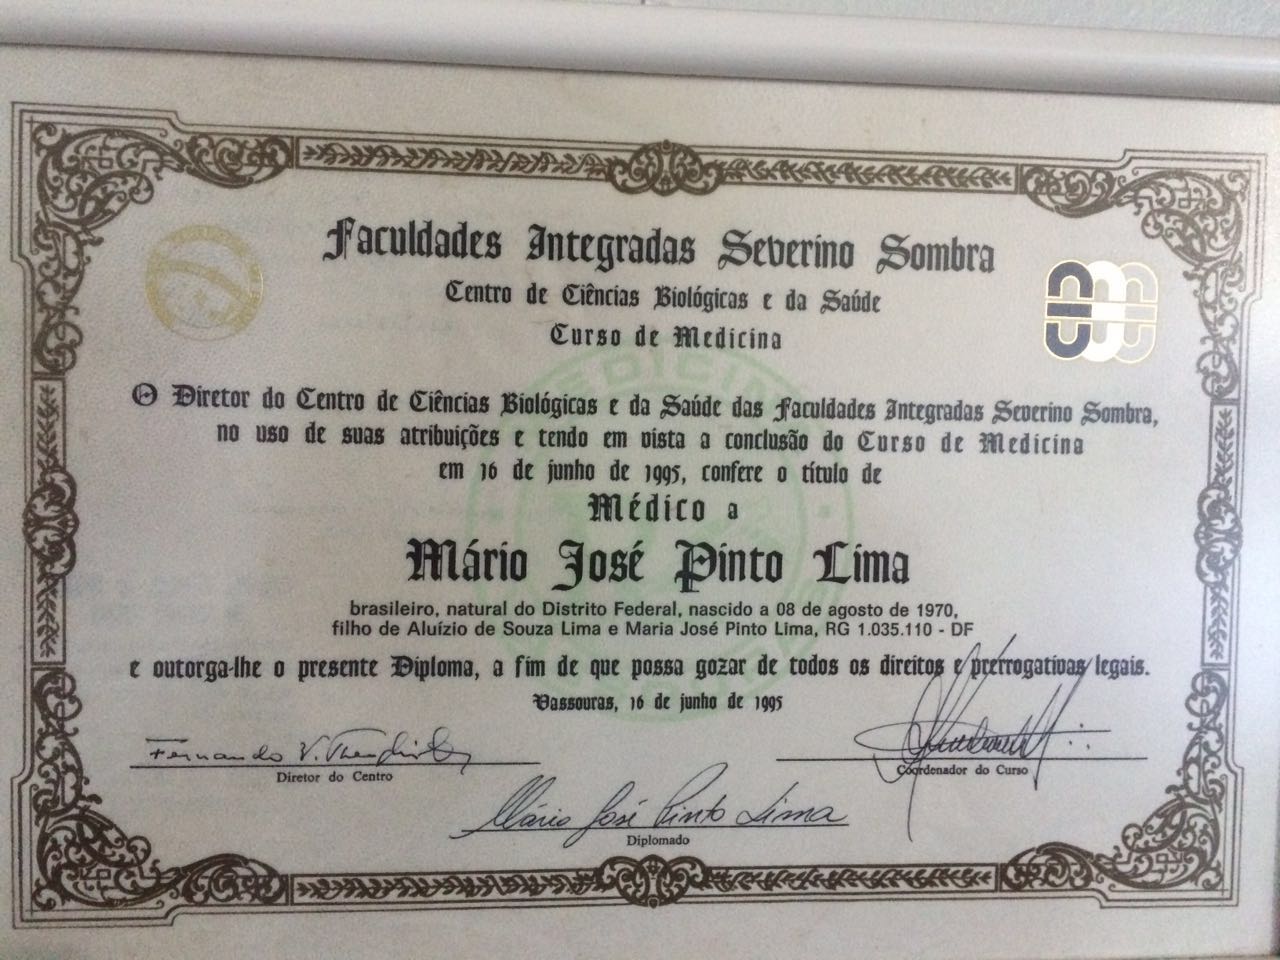 Faculdades Integradas Severino Sombra
Centro de Ciências Biológicas e da Saúde
Curso de Medicina
O Diretor do Centro de Ciências Biológicas e da Saúde das Faculdades Integradas Severino Sombra,
no uso de suas atribuições e tendo em vista a conclusão do Curso de Medicina
em 16 de junho de 1995, confere o título de
Médico a
Mário José Pinto Lima
brasileiro, natural do Distrito Federal, nascido a 08 de agosto de 1970,
filho de Aluízio de Souza Lima e Maria José Pinto Lima, RG 1.035.110 - DF
e outorga-lhe o presente Diploma, a fim de que possa gozar de todos os direitos e prerrogativas legais.
Vassouras, 16 de junho de 1995
Fernando V.
Diretor do Centro
Coordenador do Curso
Mário José Pinto Lima
Diplomado
MEDICINA